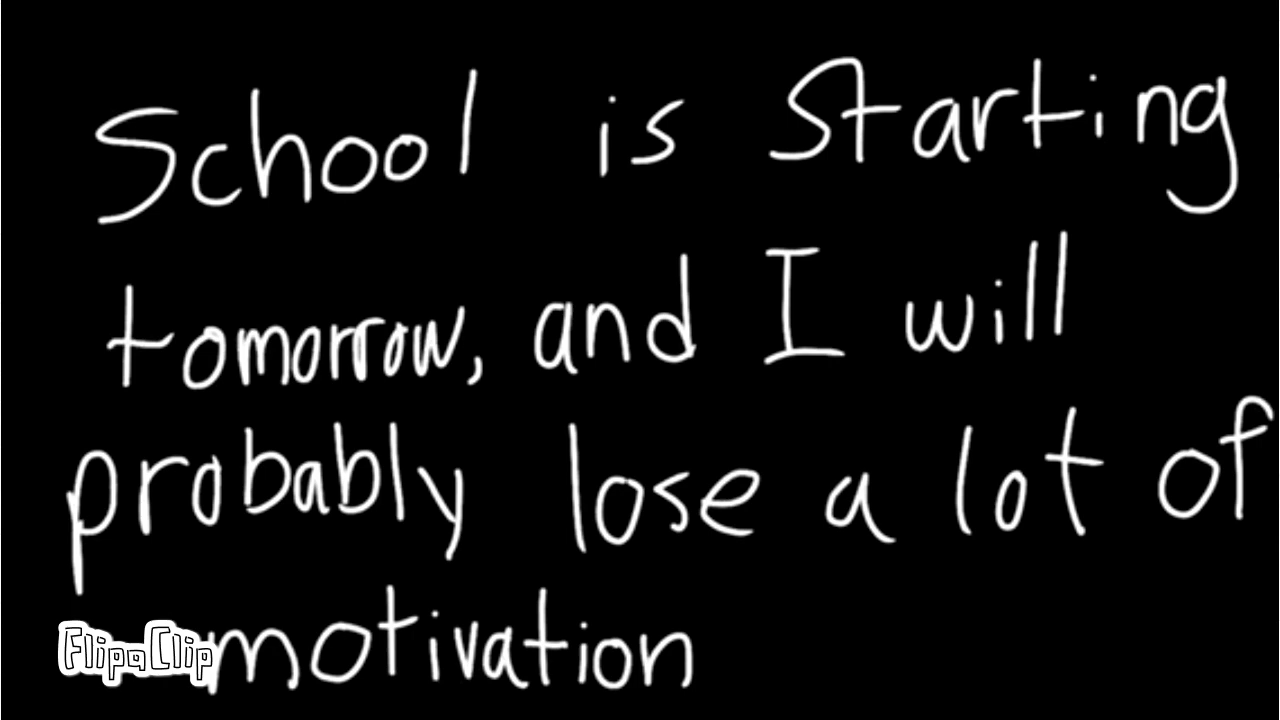 School is starting
tomorrow, and I will
probably lose a lot of
motivation
FlipaClip